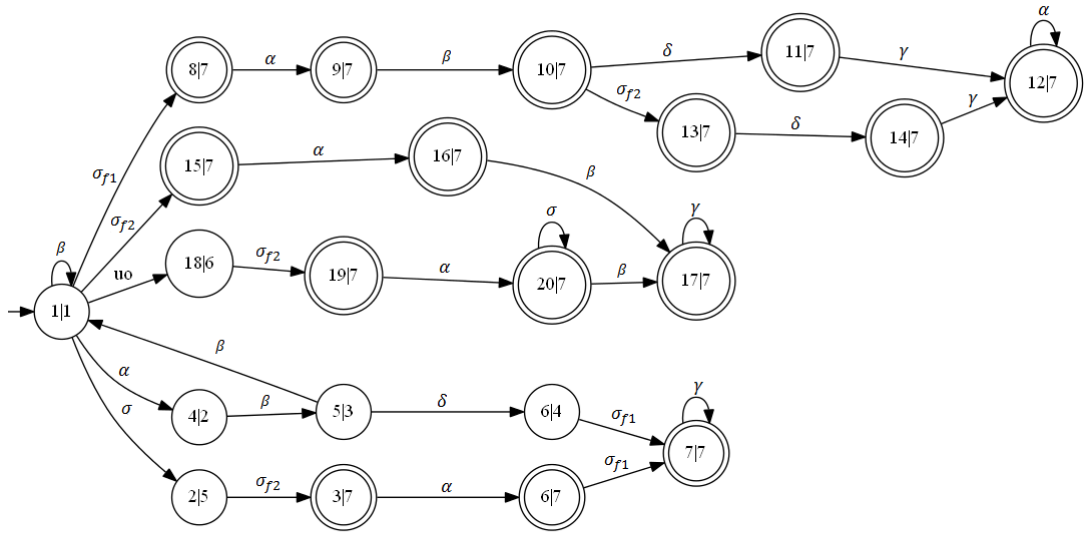 α
δ
11|7
γ
8|7
α
9|7
β
10|7
12|7
σf2
13|7
δ
14|7
γ
σf1
15|7
α
16|7
β
σf2
σ
γ
β
uo
18|6
σf2
19|7
α
20|7
β
17|7
1|1
β
α
4|2
β
5|3
δ
6|4
σf1
γ
σ
7|7
2|5
σf2
3|7
α
6|7
σf1